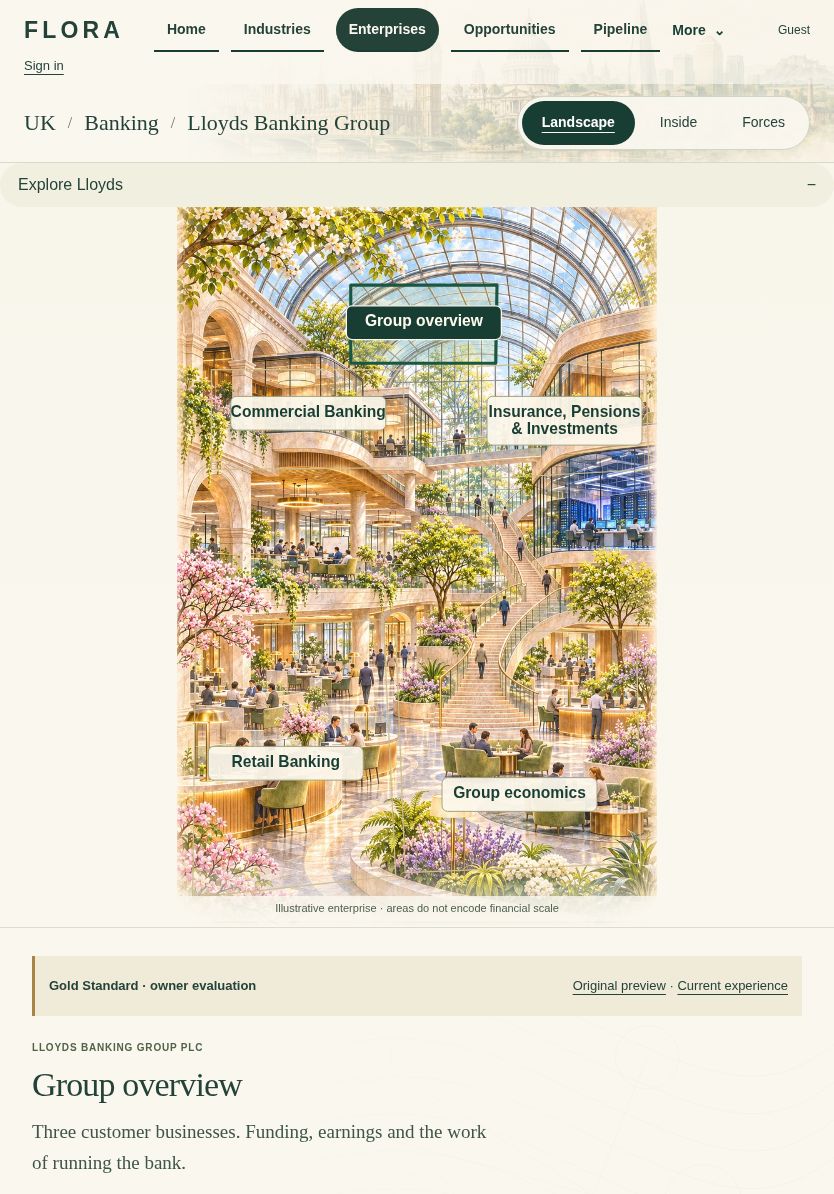 FLORA
Home
Industries
Enterprises
Opportunities
Pipeline
More
Guest
Sign in
UK / Banking / Lloyds Banking Group
Landscape
Inside
Forces
Explore Lloyds
−
Group overview
Commercial Banking
Insurance, Pensions
& Investments
Retail Banking
Group economics
Illustrative enterprise · areas do not encode financial scale
Gold Standard · owner evaluation
Original preview · Current experience
LLOYDS BANKING GROUP PLC
Group overview
Three customer businesses. Funding, earnings and the work
of running the bank.